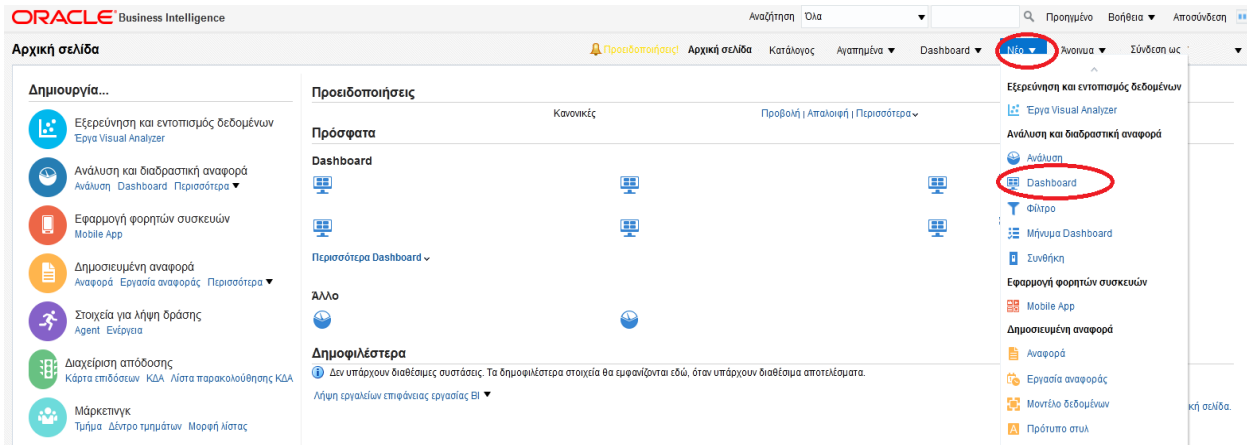 ORACLE Business Intelligence
Αναζήτηση Όλα Προηγμένο Βοήθεια Αποσύνδεση
Αρχική σελίδα
Προειδοποιήσεις! Αρχική σελίδα Κατάλογος Αγαπημένα Dashboard Νέο Άνοιγμα Σύνδεση ως
Δημιουργία...
Εξερεύνηση και εντοπισμός δεδομένων
Έργα Visual Analyzer
Ανάλυση και διαδραστική αναφορά
Ανάλυση Dashboard Περισσότερα
Εφαρμογή φορητών συσκευών
Mobile App
Δημοσιευμένη αναφορά
Αναφορά Εργασία αναφοράς Περισσότερα
Στοιχεία για λήψη δράσης
Agent Ενέργεια
Διαχείριση απόδοσης
Κάρτα επιδόσεων ΚΔΑ Λίστα παρακολούθησης ΚΔΑ
Μάρκετινγκ
Τμήμα Δέντρο τμημάτων Μορφή λίστας
Προειδοποιήσεις
Κανονικές Προβολή | Απαλοιφή | Περισσότερα
Πρόσφατα
Dashboard
Περισσότερα Dashboard
Άλλο
Δημοφιλέστερα
Δεν υπάρχουν διαθέσιμες συστάσεις. Τα δημοφιλέστερα στοιχεία θα εμφανίζονται εδώ, όταν υπάρχουν διαθέσιμα αποτελέσματα.
Λήψη εργαλείων επιφάνειας εργασίας BI
Εξερεύνηση και εντοπισμός δεδομένων
Έργα Visual Analyzer
Ανάλυση και διαδραστική αναφορά
Ανάλυση
Dashboard
Φίλτρο
Μήνυμα Dashboard
Συνθήκη
Εφαρμογή φορητών συσκευών
Mobile App
Δημοσιευμένη αναφορά
Αναφορά
Εργασία αναφοράς
Μοντέλο δεδομένων
Πρότυπο στυλ
κή σελίδα.